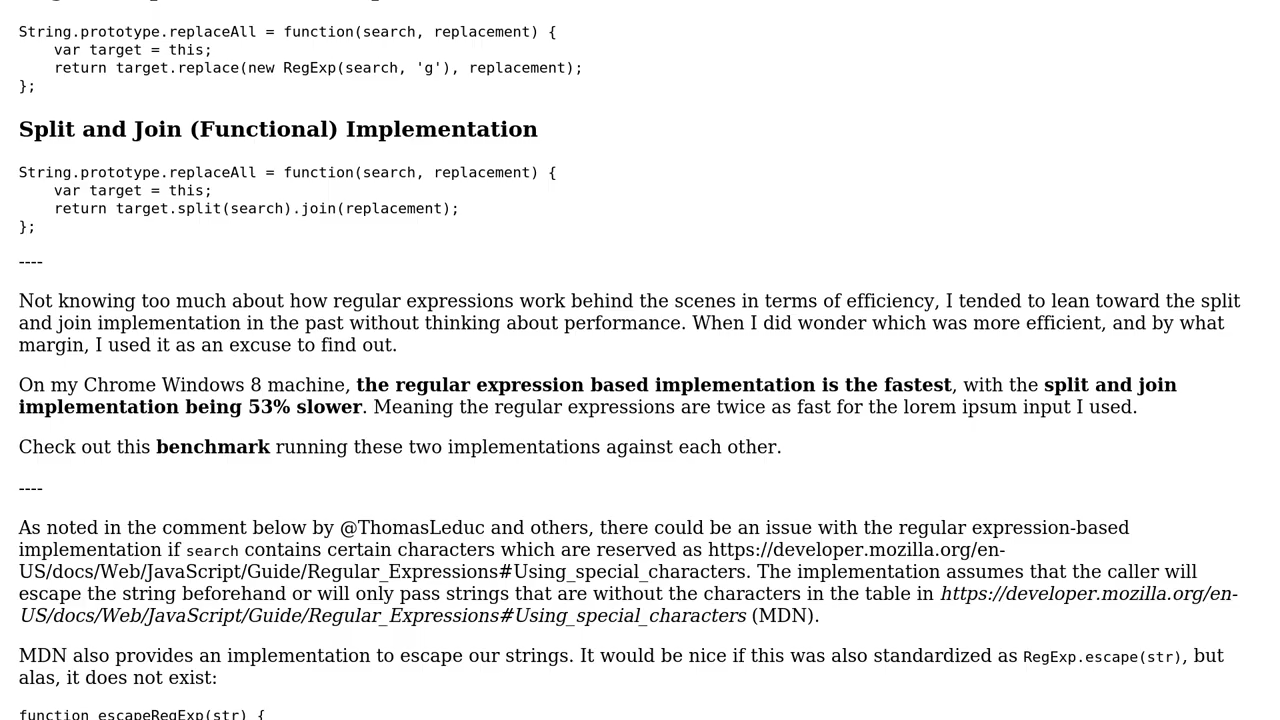 String.prototype.replaceAll = function(search, replacement) {
    var target = this;
    return target.replace(new RegExp(search, 'g'), replacement);
};
Split and Join (Functional) Implementation
String.prototype.replaceAll = function(search, replacement) {
    var target = this;
    return target.split(search).join(replacement);
};
----
Not knowing too much about how regular expressions work behind the scenes in terms of efficiency, I tended to lean toward the split
and join implementation in the past without thinking about performance. When I did wonder which was more efficient, and by what
margin, I used it as an excuse to find out.
On my Chrome Windows 8 machine, the regular expression based implementation is the fastest, with the split and join
implementation being 53% slower. Meaning the regular expressions are twice as fast for the lorem ipsum input I used.
Check out this benchmark running these two implementations against each other.
----
As noted in the comment below by @ThomasLeduc and others, there could be an issue with the regular expression-based
implementation if search contains certain characters which are reserved as https://developer.mozilla.org/en-
US/docs/Web/JavaScript/Guide/Regular_Expressions#Using_special_characters. The implementation assumes that the caller will
escape the string beforehand or will only pass strings that are without the characters in the table in https://developer.mozilla.org/en-
US/docs/Web/JavaScript/Guide/Regular_Expressions#Using_special_characters (MDN).
MDN also provides an implementation to escape our strings. It would be nice if this was also standardized as RegExp.escape(str), but
alas, it does not exist:
function escapeRegExp(str) {